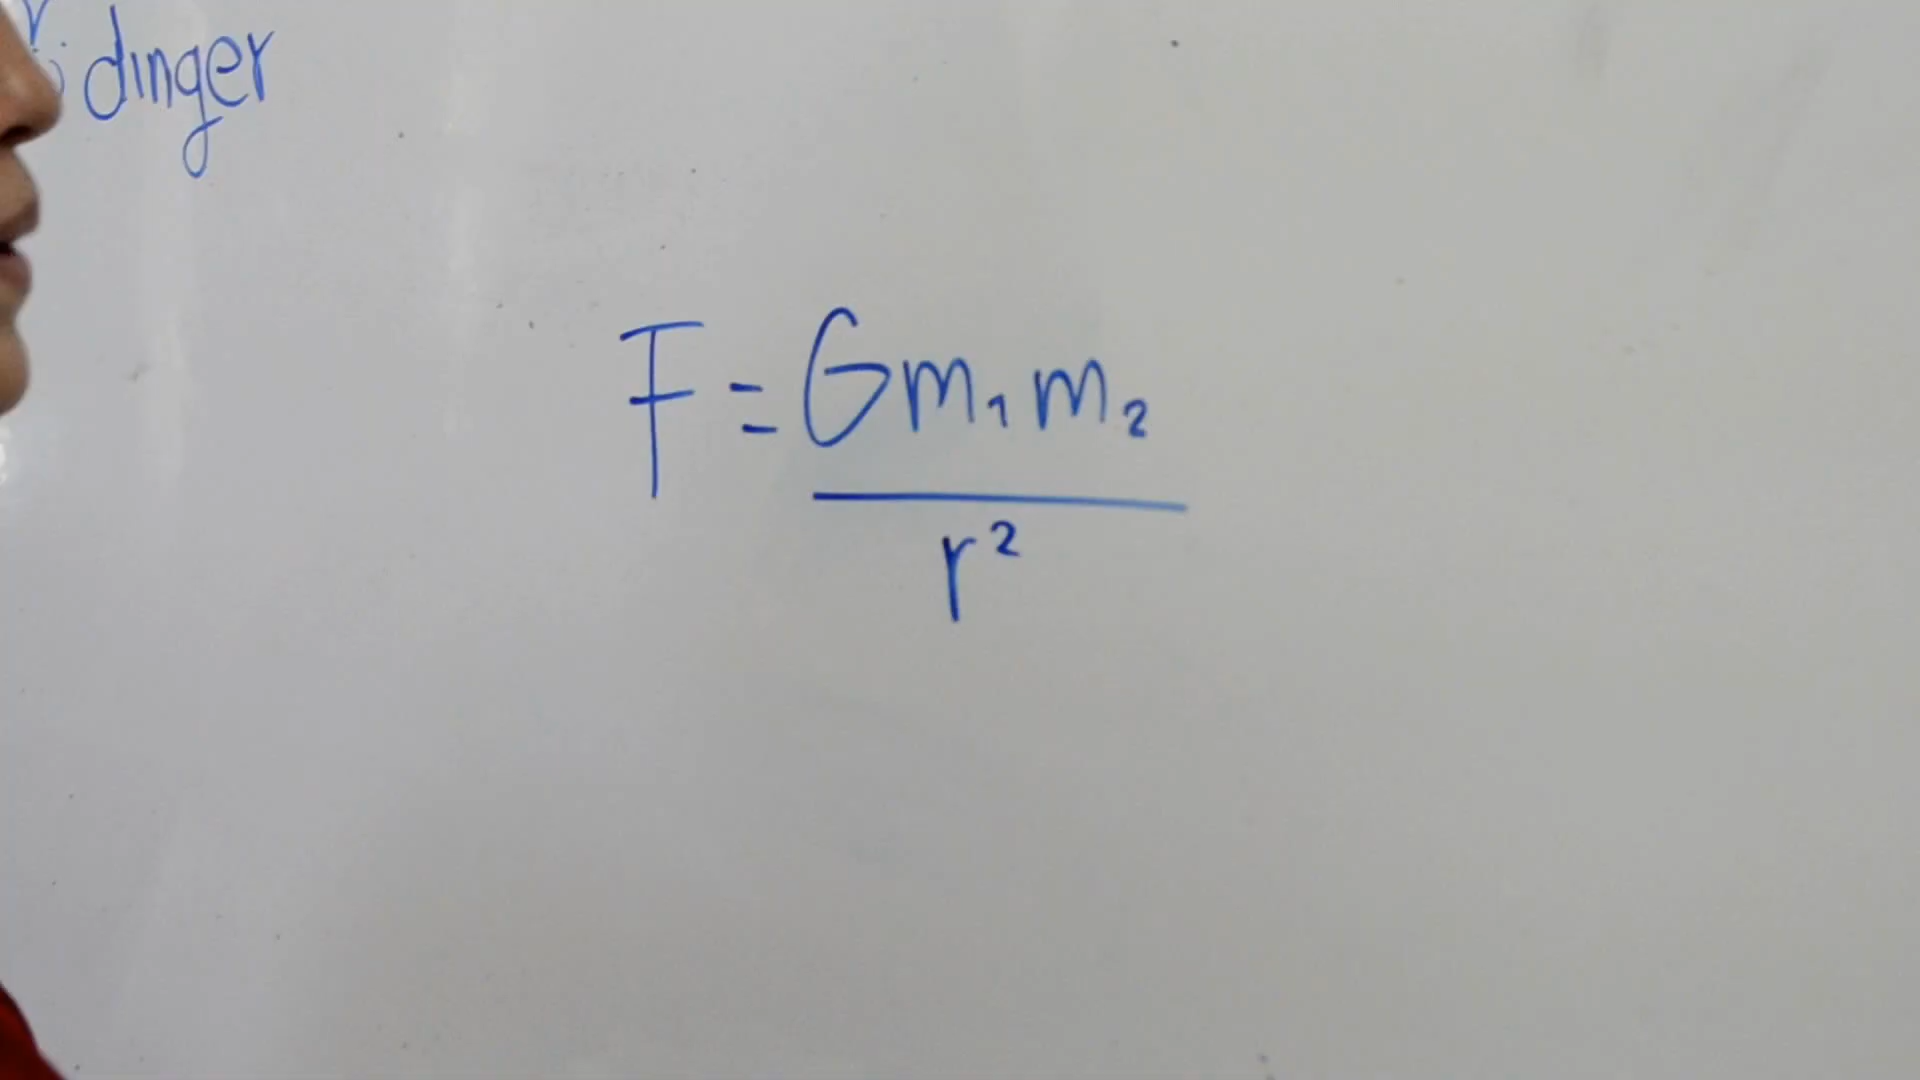 dinger
F = Gm₁m₂
r²